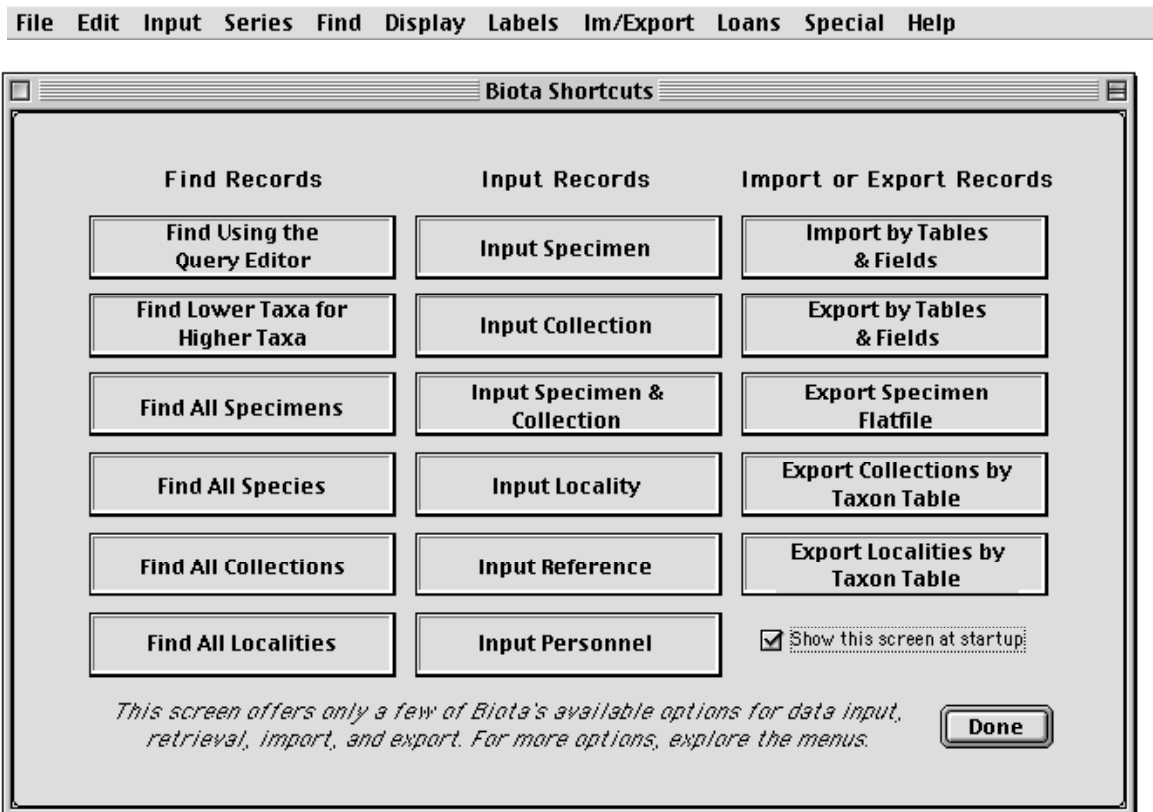 File Edit Input Series Find Display Labels Im/Export Loans Special Help
Biota Shortcuts
Find Records
Find Using the
Query Editor
Find Lower Taxa for
Higher Taxa
Find All Specimens
Find All Species
Find All Collections
Find All Localities
Input Records
Input Specimen
Input Collection
Input Specimen &
Collection
Input Locality
Input Reference
Input Personnel
Import or Export Records
Import by Tables
& Fields
Export by Tables
& Fields
Export Specimen
Flatfile
Export Collections by
Taxon Table
Export Localities by
Taxon Table
Show this screen at startup
This screen offers only a few of Biota's available options for data input,
retrieval, import, and export. For more options, explore the menus.
Done